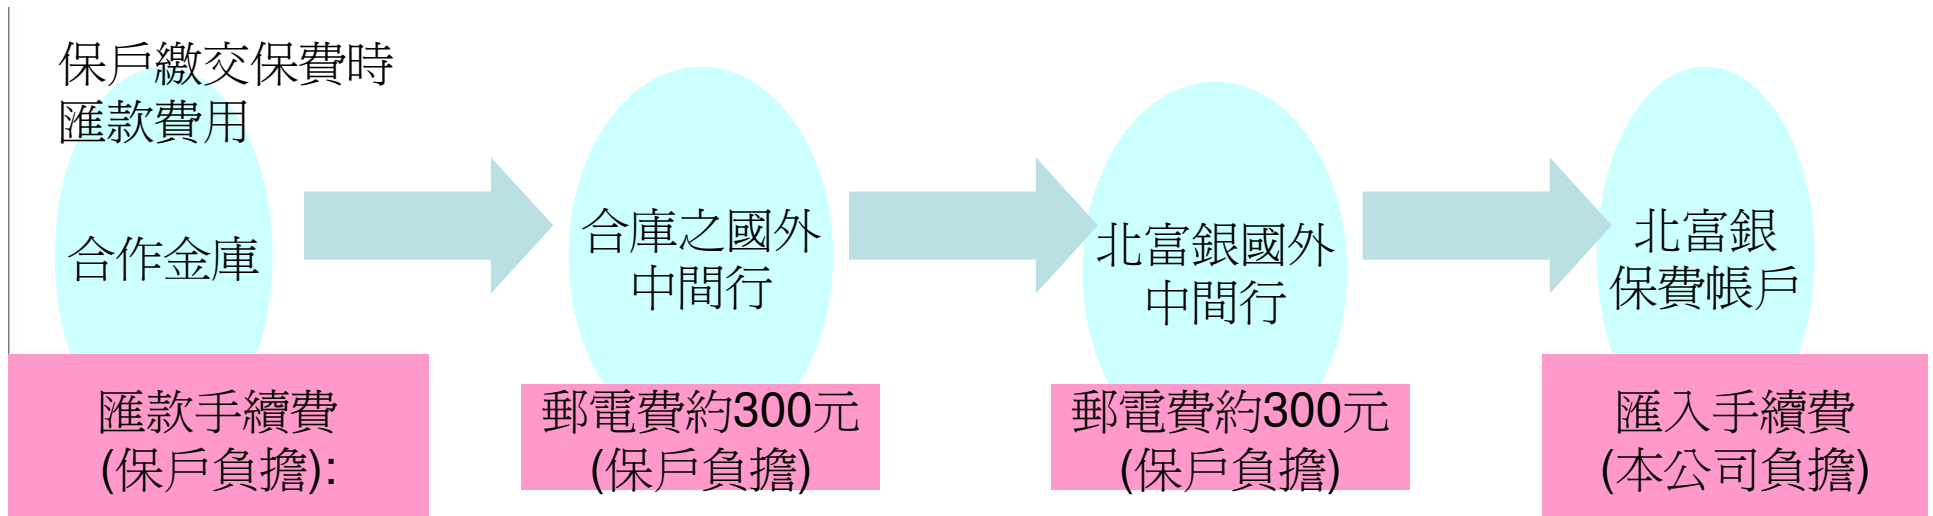 保戶繳交保費時
匯款費用
合作金庫
合庫之國外
中間行
北富銀國外
中間行
北富銀
保費帳戶
匯款手續費
(保戶負擔):
郵電費約300元
(保戶負擔)
郵電費約300元
(保戶負擔)
匯入手續費
(本公司負擔)